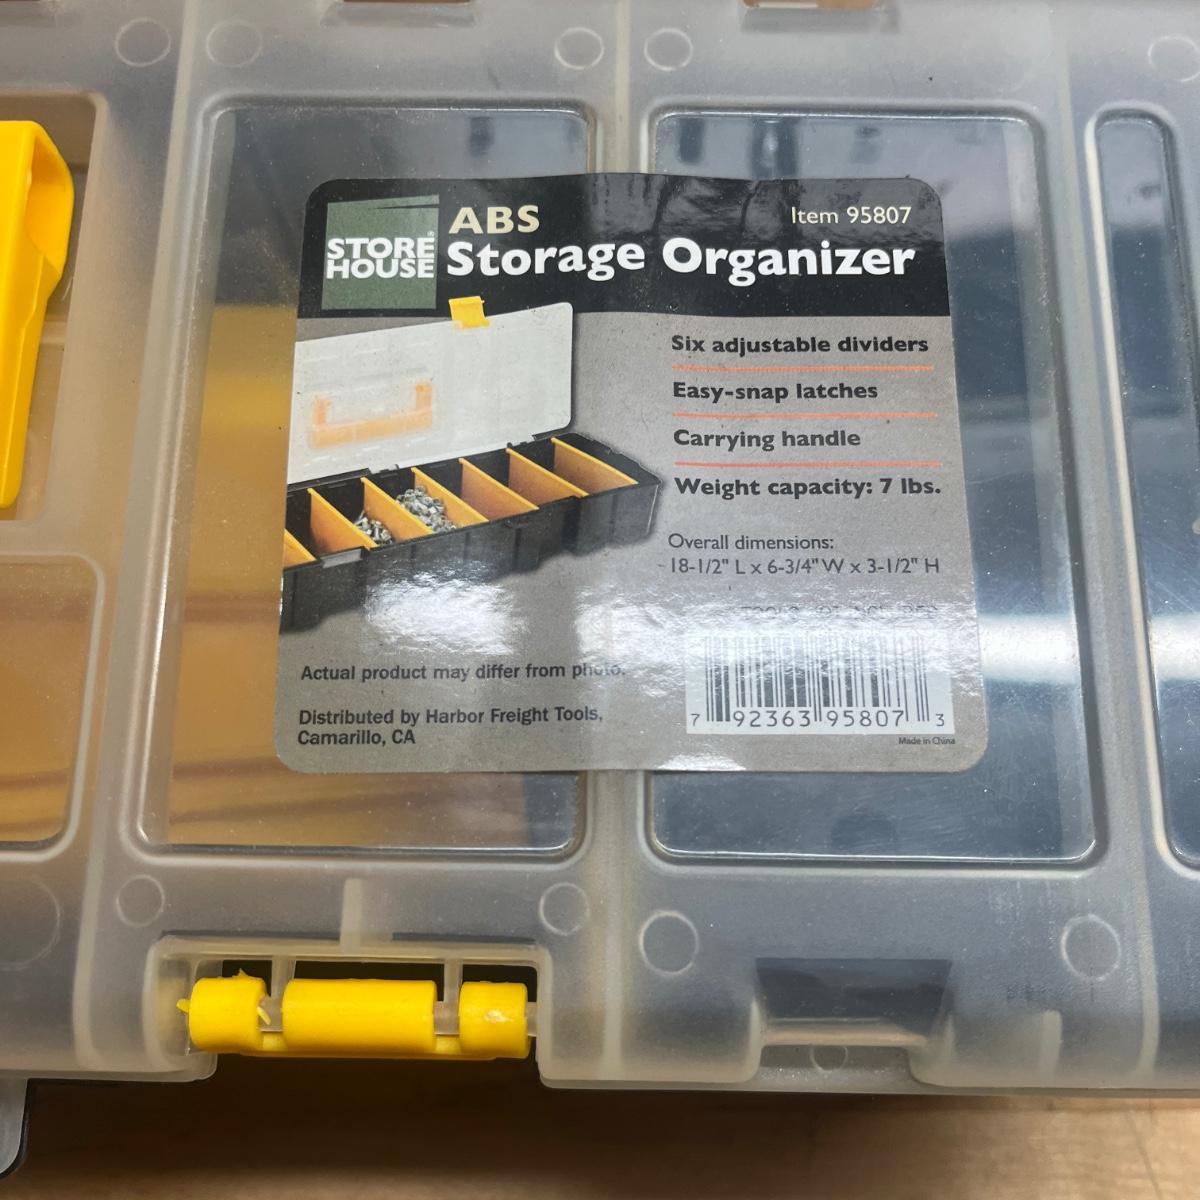 STORE
HOUSE®
ABS
Storage Organizer
Item 95807
Six adjustable dividers
Easy-snap latches
Carrying handle
Weight capacity: 7 lbs.
Overall dimensions:
18-1/2" L x 6-3/4" W x 3-1/2" H
Actual product may differ from photo.
Distributed by Harbor Freight Tools,
Camarillo, CA
7 92363 95807 3
Made in China